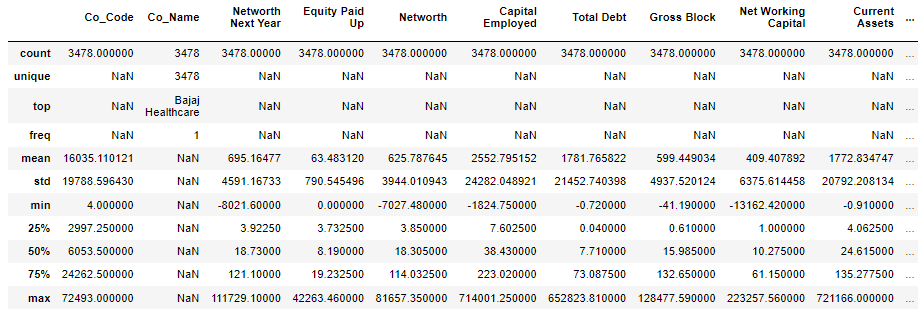 Co_Code Co_Name Networth Next Year Equity Paid Up Networth Capital Employed Total Debt Gross Block Net Working Capital Current Assets ...
count 3478.000000 3478 3478.00000 3478.000000 3478.000000 3478.000000 3478.000000 3478.000000 3478.000000 3478.000000 ...
unique NaN 3478 NaN NaN NaN NaN NaN NaN NaN NaN ...
top NaN Bajaj Healthcare NaN NaN NaN NaN NaN NaN NaN NaN ...
freq NaN 1 NaN NaN NaN NaN NaN NaN NaN NaN ...
mean 16035.110121 NaN 695.16477 63.483120 625.787645 2552.795152 1781.765822 599.449034 409.407892 1772.834747 ...
std 19788.596430 NaN 4591.16733 790.545496 3944.010943 24282.048921 21452.740398 4937.520124 6375.614458 20792.208134 ...
min 4.000000 NaN -8021.60000 0.000000 -7027.480000 -1824.750000 -0.720000 -41.190000 -13162.420000 -0.910000 ...
25% 2997.250000 NaN 3.92250 3.732500 3.850000 7.602500 0.040000 0.610000 1.000000 4.062500 ...
50% 6053.500000 NaN 18.73000 8.190000 18.305000 38.430000 7.710000 15.985000 10.275000 24.615000 ...
75% 24262.500000 NaN 121.10000 19.232500 114.032500 223.020000 73.087500 132.650000 61.150000 135.277500 ...
max 72493.000000 NaN 111729.10000 42263.460000 81657.350000 714001.250000 652823.810000 128477.590000 223257.560000 721166.000000 ...